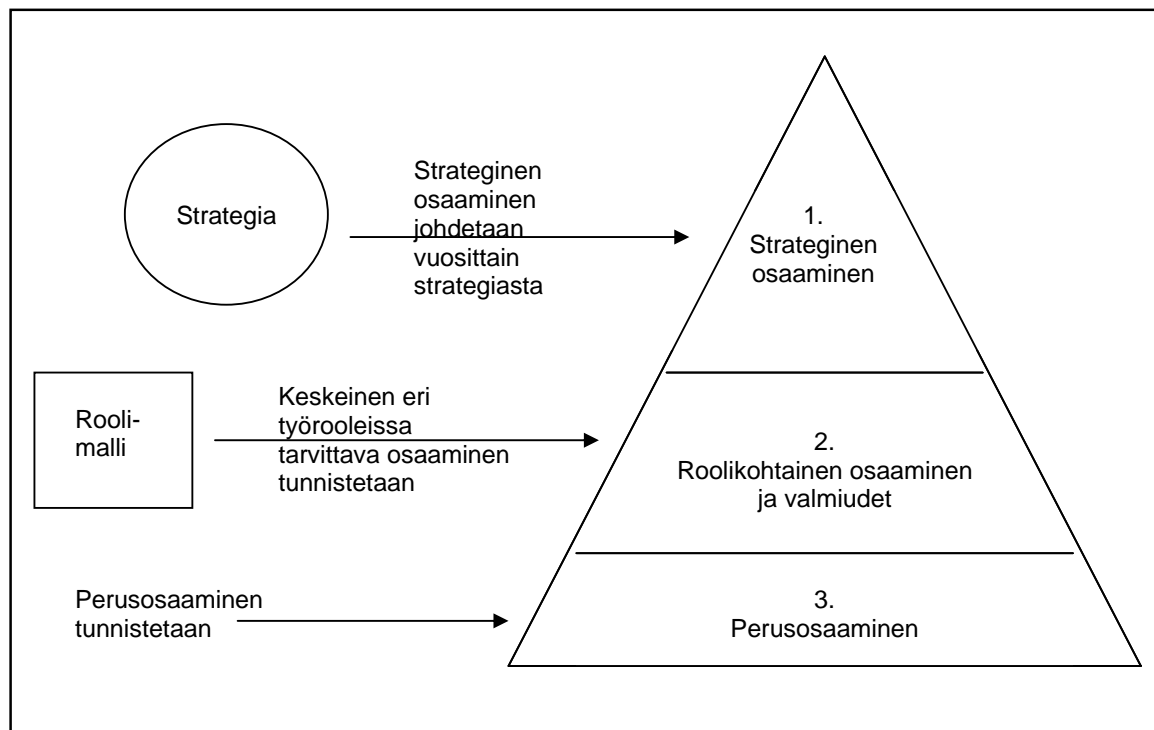 Strategia
Strateginen
osaaminen
johdetaan
vuosittain
strategiasta
1.
Strateginen
osaaminen
Rooli-
malli
Keskeinen eri
työrooleissa
tarvittava osaaminen
tunnistetaan
2.
Roolikohtainen osaaminen
ja valmiudet
Perusosaaminen
tunnistetaan
3.
Perusosaaminen